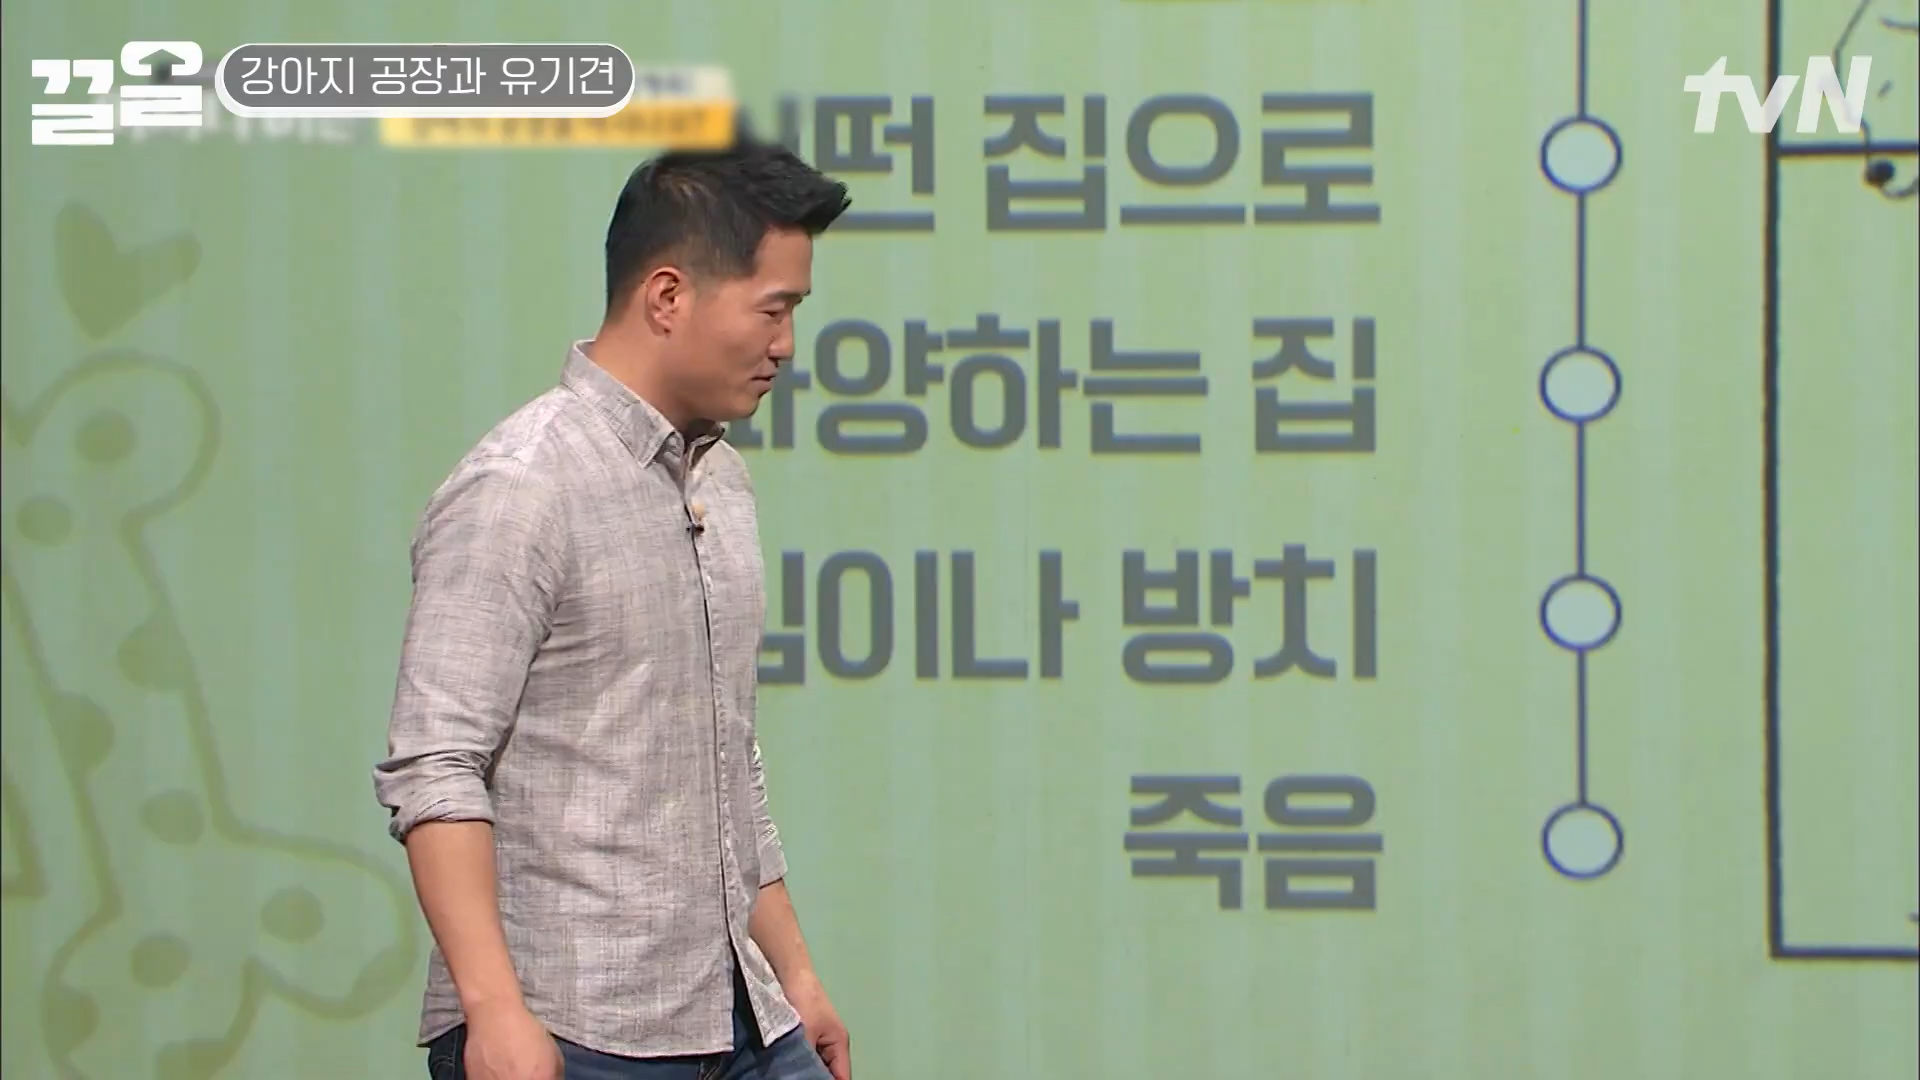 끌올
강아지 공장과 유기견
tvN
떤 집으로
양하는 집
이나 방치
죽음